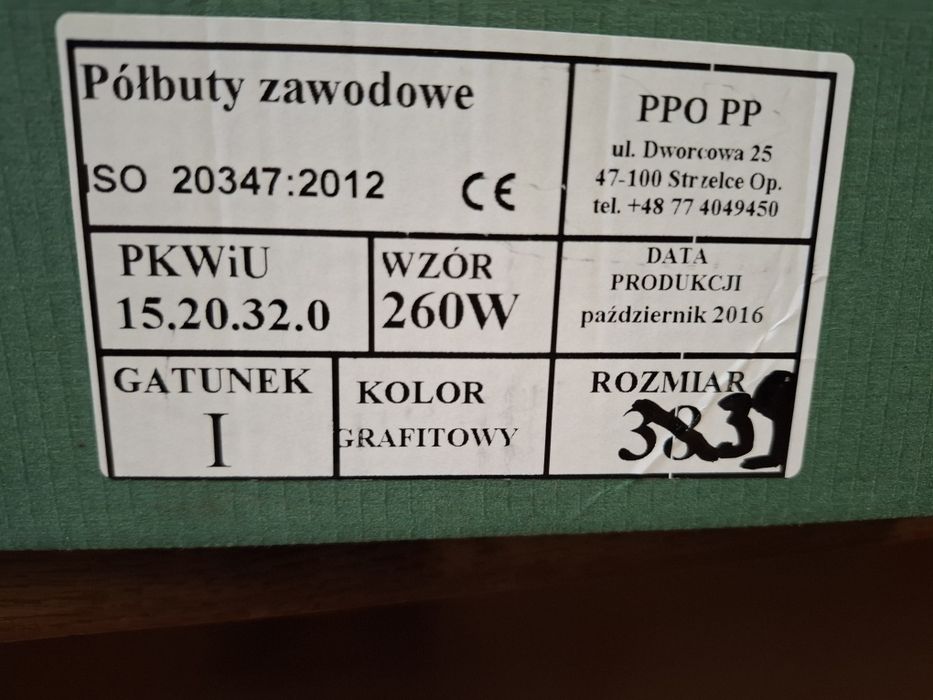 Półbuty zawodowe
ISO 20347:2012 CE
PPO PP
ul. Dworcowa 25
47-100 Strzelce Op.
tel. +48 77 4049450
PKWiU
15.20.32.0
WZÓR
260W
DATA
PRODUKCJI
październik 2016
GATUNEK
I
KOLOR
GRAFITOWY
ROZMIAR
38